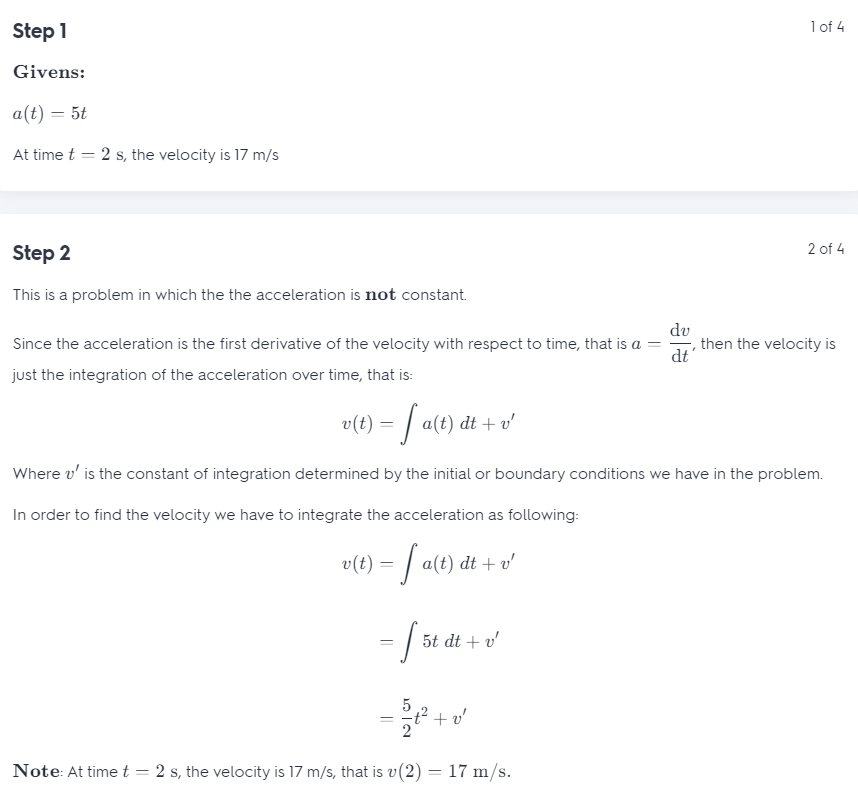 Step 1
1 of 4
Givens:
a(t) = 5t
At time t = 2 s, the velocity is 17 m/s
Step 2
2 of 4
This is a problem in which the the acceleration is not constant.
Since the acceleration is the first derivative of the velocity with respect to time, that is a = dv/dt, then the velocity is
just the integration of the acceleration over time, that is:
v(t) = ∫ a(t) dt + v′
Where v′ is the constant of integration determined by the initial or boundary conditions we have in the problem.
In order to find the velocity we have to integrate the acceleration as following:
v(t) = ∫ a(t) dt + v′
= ∫ 5t dt + v′
= 5/2 t² + v′
Note: At time t = 2 s, the velocity is 17 m/s, that is v(2) = 17 m/s.